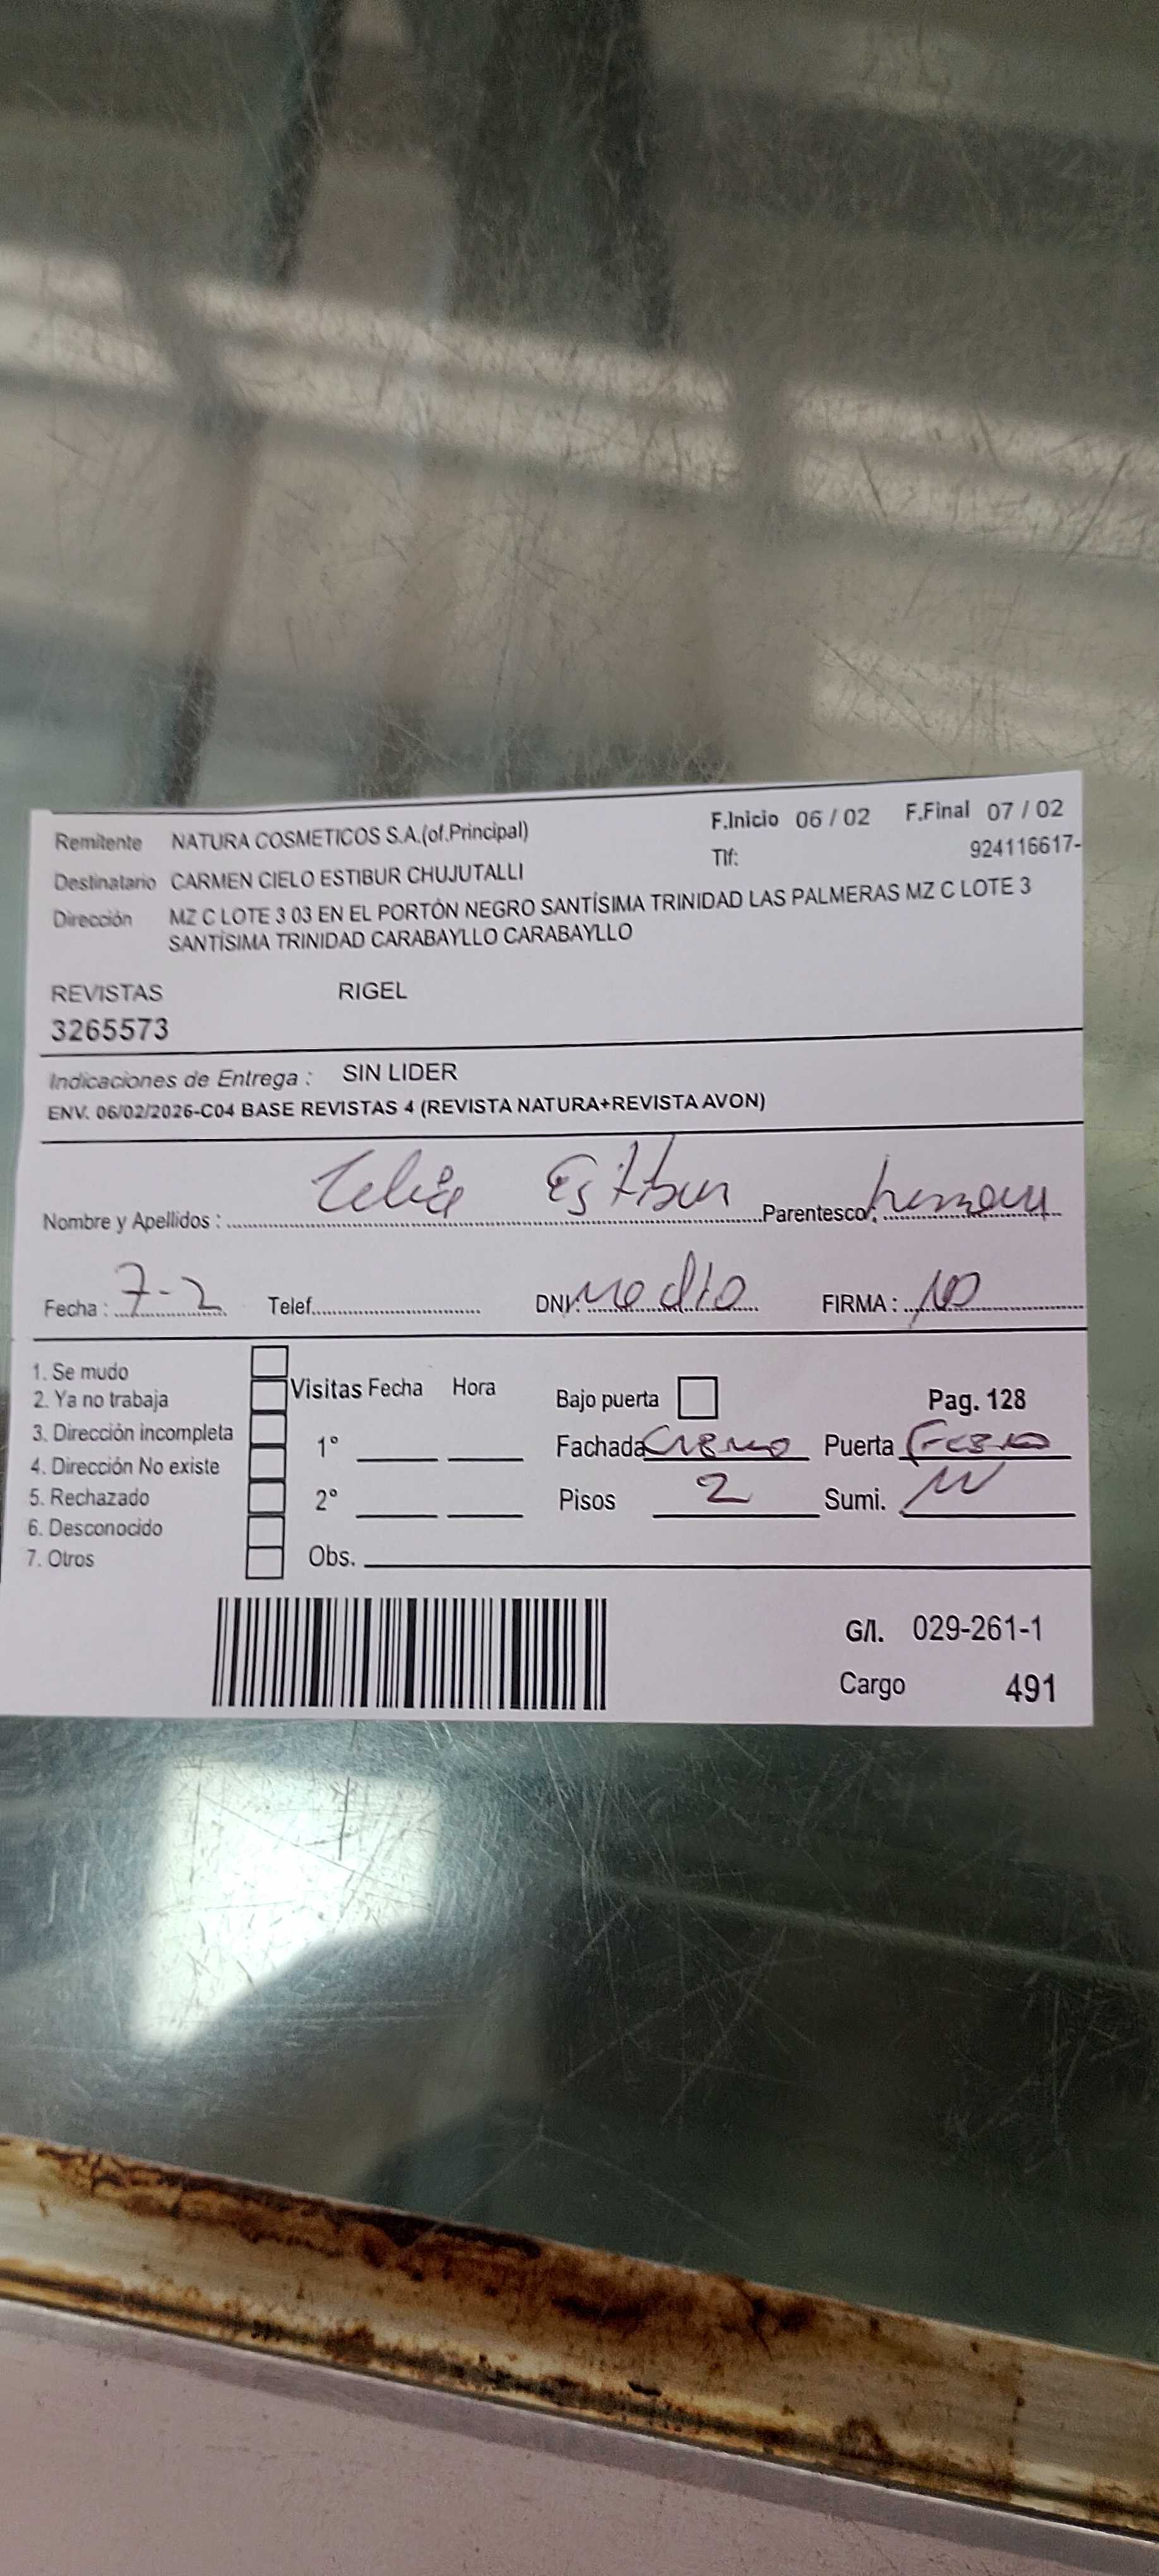 Remitente NATURA COSMETICOS S.A.(of.Principal) F.Inicio 06 / 02 F.Final 07 / 02
Tlf: 924116617-
Destinatario CARMEN CIELO ESTIBUR CHUJUTALLI
Dirección MZ C LOTE 3 03 EN EL PORTÓN NEGRO SANTÍSIMA TRINIDAD LAS PALMERAS MZ C LOTE 3
SANTÍSIMA TRINIDAD CARABAYLLO CARABAYLLO
REVISTAS RIGEL
3265573
Indicaciones de Entrega : SIN LIDER
ENV. 06/02/2026-C04 BASE REVISTAS 4 (REVISTA NATURA+REVISTA AVON)
Nombre y Apellidos : Estibur Parentesco :
Fecha : 7-2 Telef. DNI: FIRMA :
1. Se mudo
2. Ya no trabaja
3. Dirección incompleta
4. Dirección No existe
5. Rechazado
6. Desconocido
7. Otros
Visitas Fecha Hora
1°
2°
Obs.
Bajo puerta Pag. 128
Fachada Puerta
Pisos 2 Sumi.
G/I. 029-261-1
Cargo 491